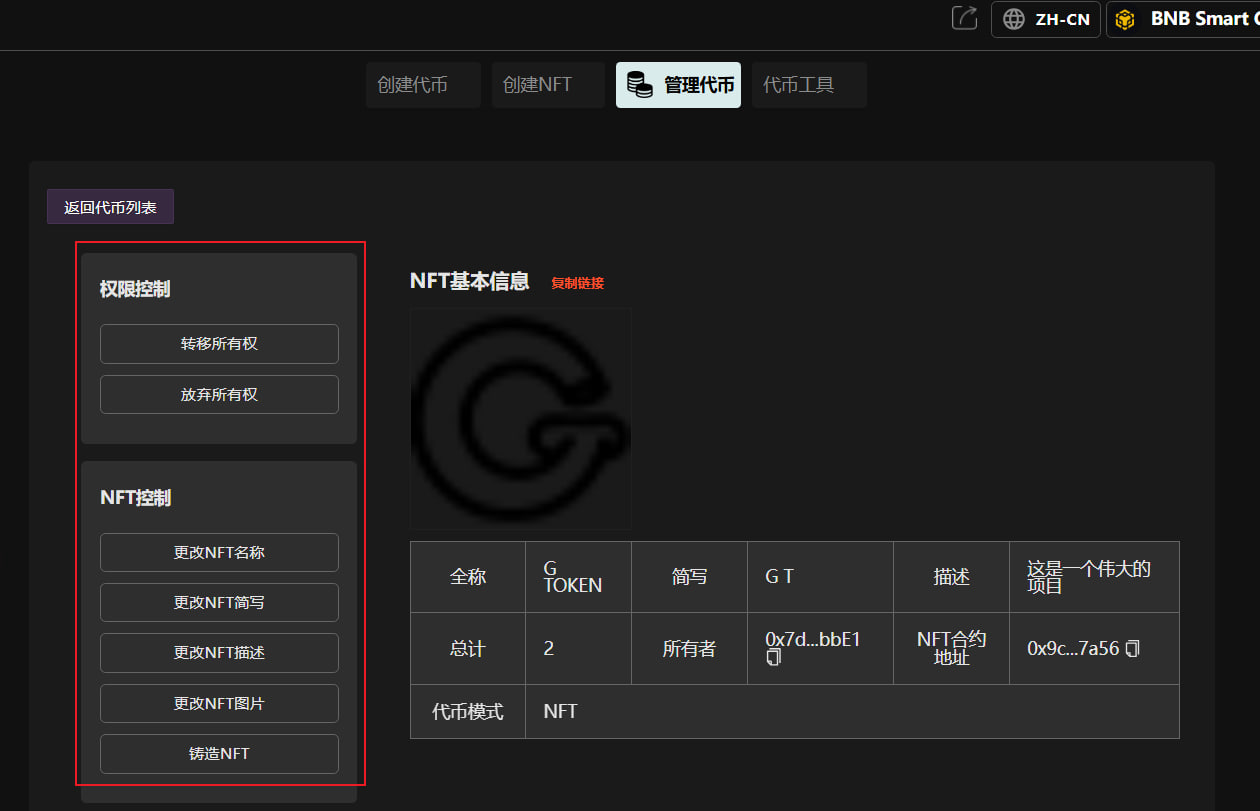 ZH-CN
BNB Smart C
创建代币
创建NFT
管理代币
代币工具
返回代币列表
权限控制
转移所有权
放弃所有权
NFT控制
更改NFT名称
更改NFT简写
更改NFT描述
更改NFT图片
铸造NFT
NFT基本信息 复制链接
全称
G
TOKEN
简写
G T
描述
这是一个伟大的
项目
总计
2
所有者
0x7d...bbE1
NFT合约
地址
0x9c...7a56
代币模式
NFT